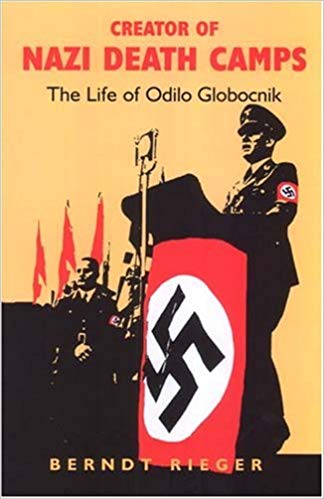 CREATOR OF
NAZI DEATH CAMPS
The Life of Odilo Globocnik
BERNDT RIEGER